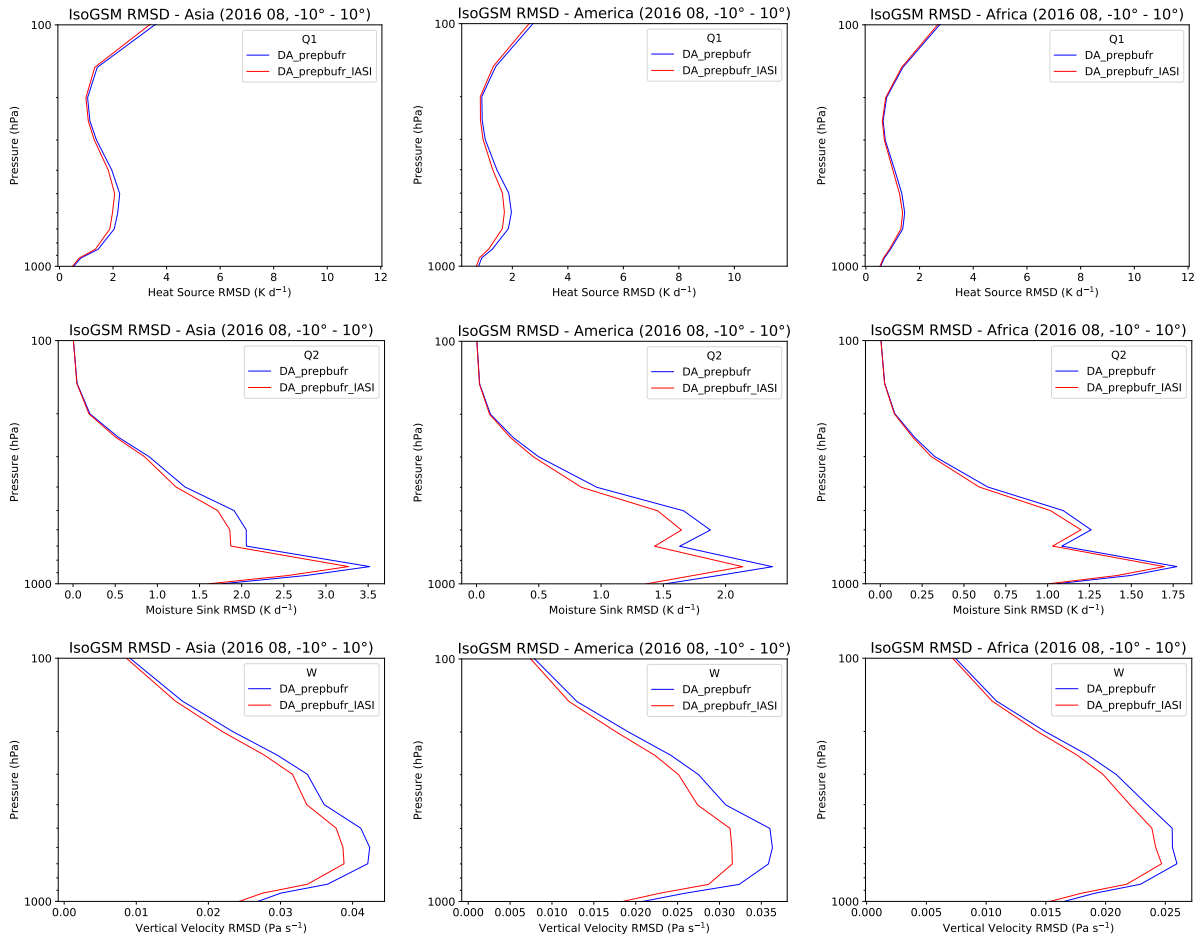 IsoGSM RMSD - Asia (2016 08, -10° - 10°)
100
Pressure (hPa)
1000
Q1
DA_prepbufr
DA_prepbufr_IASI
0 2 4 6 8 10 12
Heat Source RMSD (K d⁻¹)
IsoGSM RMSD - America (2016 08, -10° - 10°)
100
Pressure (hPa)
1000
Q1
DA_prepbufr
DA_prepbufr_IASI
2 4 6 8 10
Heat Source RMSD (K d⁻¹)
IsoGSM RMSD - Africa (2016 08, -10° - 10°)
100
Pressure (hPa)
1000
Q1
DA_prepbufr
DA_prepbufr_IASI
0 2 4 6 8 10 12
Heat Source RMSD (K d⁻¹)
IsoGSM RMSD - Asia (2016 08, -10° - 10°)
100
Pressure (hPa)
1000
Q2
DA_prepbufr
DA_prepbufr_IASI
0.0 0.5 1.0 1.5 2.0 2.5 3.0 3.5
Moisture Sink RMSD (K d⁻¹)
IsoGSM RMSD - America (2016 08, -10° - 10°)
100
Pressure (hPa)
1000
Q2
DA_prepbufr
DA_prepbufr_IASI
0.0 0.5 1.0 1.5 2.0
Moisture Sink RMSD (K d⁻¹)
IsoGSM RMSD - Africa (2016 08, -10° - 10°)
100
Pressure (hPa)
1000
Q2
DA_prepbufr
DA_prepbufr_IASI
0.00 0.25 0.50 0.75 1.00 1.25 1.50 1.75
Moisture Sink RMSD (K d⁻¹)
IsoGSM RMSD - Asia (2016 08, -10° - 10°)
100
Pressure (hPa)
1000
W
DA_prepbufr
DA_prepbufr_IASI
0.00 0.01 0.02 0.03 0.04
Vertical Velocity RMSD (Pa s⁻¹)
IsoGSM RMSD - America (2016 08, -10° - 10°)
100
Pressure (hPa)
1000
W
DA_prepbufr
DA_prepbufr_IASI
0.000 0.005 0.010 0.015 0.020 0.025 0.030 0.035
Vertical Velocity RMSD (Pa s⁻¹)
IsoGSM RMSD - Africa (2016 08, -10° - 10°)
100
Pressure (hPa)
1000
W
DA_prepbufr
DA_prepbufr_IASI
0.000 0.005 0.010 0.015 0.020 0.025
Vertical Velocity RMSD (Pa s⁻¹)